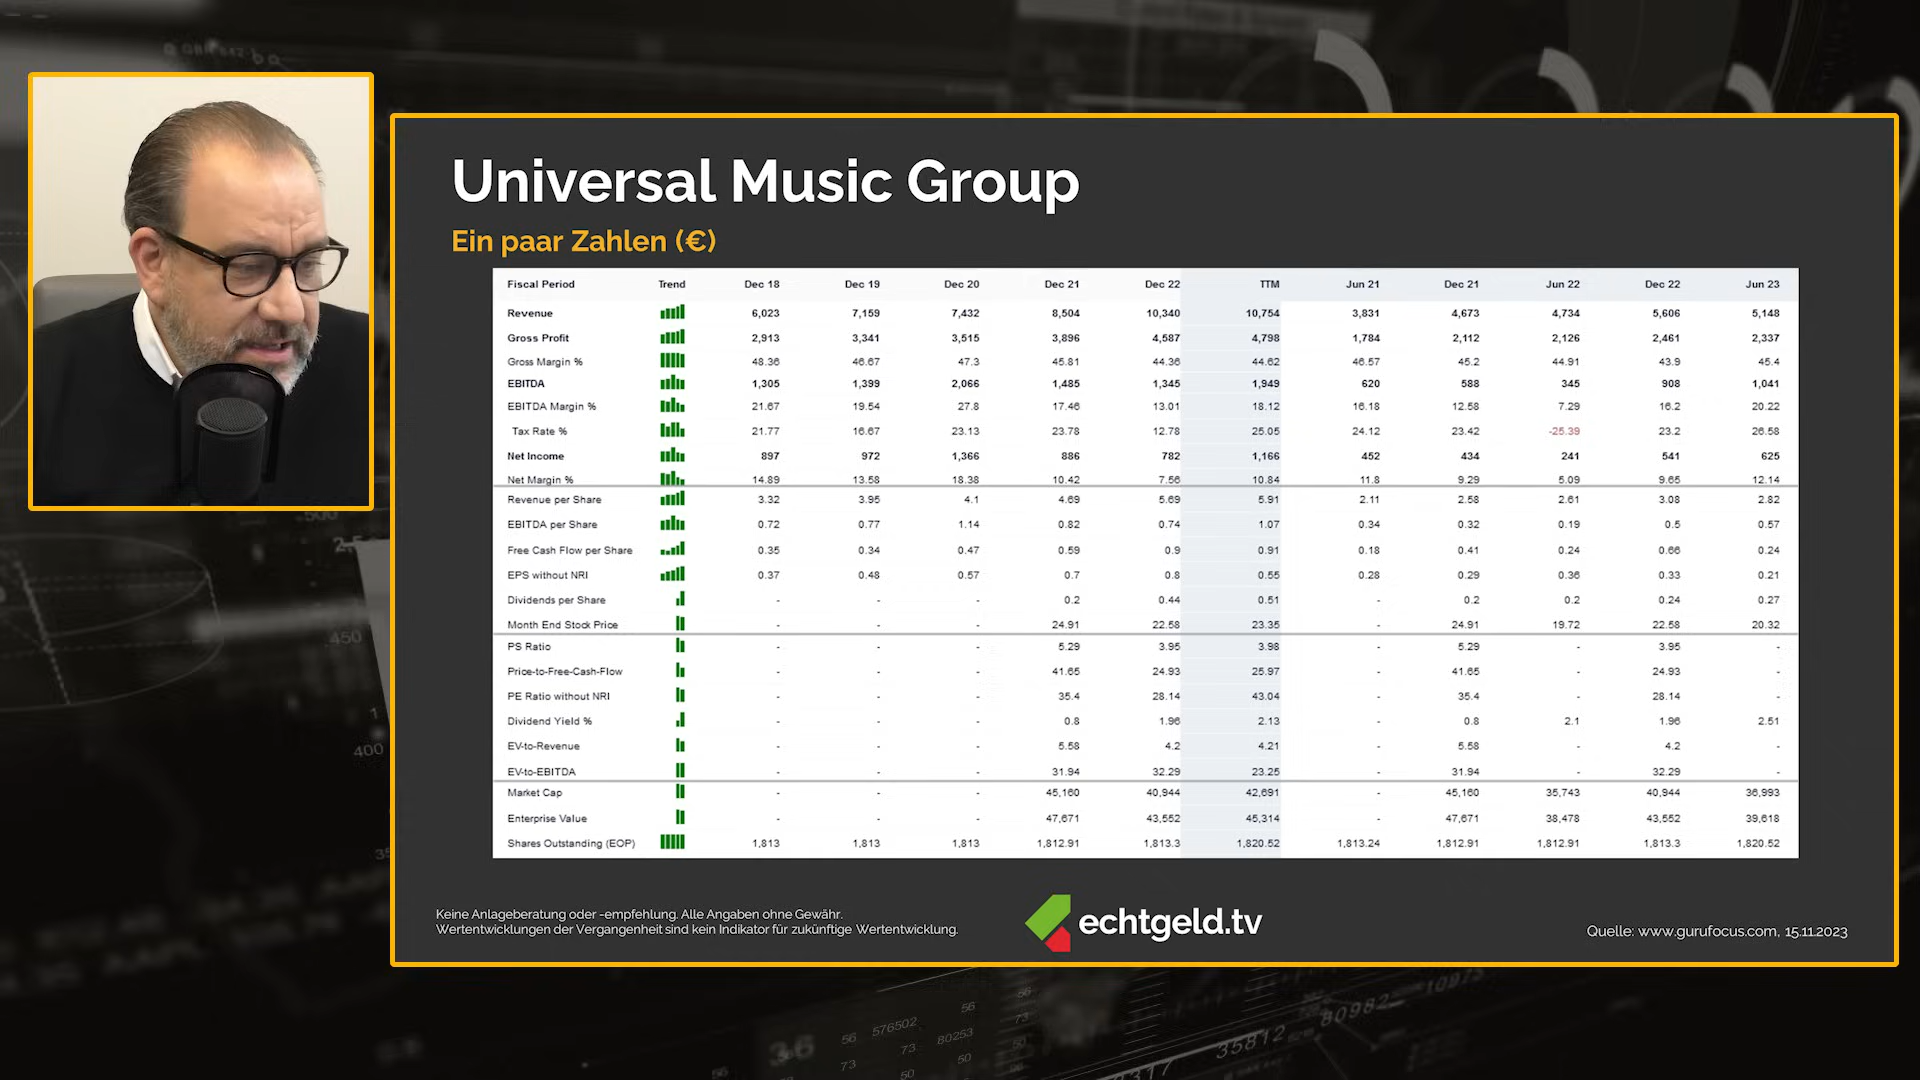 Universal Music Group
Ein paar Zahlen (€)
Fiscal Period Trend Dec 18 Dec 19 Dec 20 Dec 21 Dec 22 TTM Jun 21 Dec 21 Jun 22 Dec 22 Jun 23
Revenue 6,023 7,159 7,432 8,504 10,340 10,754 3,831 4,673 4,734 5,606 5,148
Gross Profit 2,913 3,341 3,515 3,896 4,587 4,798 1,784 2,112 2,126 2,461 2,337
Gross Margin % 48.36 46.67 47.3 45.81 44.36 44.62 46.57 45.2 44.91 43.9 45.4
EBITDA 1,305 1,399 2,066 1,485 1,345 1,949 620 588 345 908 1,041
EBITDA Margin % 21.67 19.54 27.8 17.46 13.01 18.12 16.18 12.58 7.29 16.2 20.22
Tax Rate % 21.77 16.67 23.13 23.78 12.78 25.05 24.12 23.42 -25.39 23.2 26.58
Net Income 897 972 1,366 886 782 1,166 452 434 241 541 625
Net Margin % 14.89 13.58 18.38 10.42 7.56 10.84 11.8 9.29 5.09 9.65 12.14
Revenue per Share 3.32 3.95 4.1 4.69 5.69 5.91 2.11 2.58 2.61 3.08 2.82
EBITDA per Share 0.72 0.77 1.14 0.82 0.74 1.07 0.34 0.32 0.19 0.5 0.57
Free Cash Flow per Share 0.35 0.34 0.47 0.59 0.9 0.91 0.18 0.41 0.24 0.66 0.24
EPS without NRI 0.37 0.48 0.57 0.7 0.8 0.55 0.28 0.29 0.36 0.33 0.21
Dividends per Share - - - 0.2 0.44 0.51 - 0.2 0.2 0.24 0.27
Month End Stock Price - - - 24.91 22.58 23.35 - 24.91 19.72 22.58 20.32
PS Ratio - - - 5.29 3.95 3.98 - 5.29 - 3.95 -
Price-to-Free-Cash-Flow - - - 41.65 24.93 25.97 - 41.65 - 24.93 -
PE Ratio without NRI - - - 35.4 28.14 43.04 - 35.4 - 28.14 -
Dividend Yield % - - - 0.8 1.96 2.13 - 0.8 2.1 1.96 2.51
EV-to-Revenue - - - 5.58 4.2 4.21 - 5.58 - 4.2 -
EV-to-EBITDA - - - 31.94 32.29 23.25 - 31.94 - 32.29 -
Market Cap - - - 45,160 40,944 42,691 - 45,160 35,743 40,944 36,993
Enterprise Value - - - 47,671 43,552 45,314 - 47,671 38,478 43,552 39,618
Shares Outstanding (EOP) 1,813 1,813 1,813 1,812.91 1,813.3 1,820.52 1,813.24 1,812.91 1,812.91 1,813.3 1,820.52
Keine Anlageberatung oder -empfehlung. Alle Angaben ohne Gewähr.
Wertentwicklungen der Vergangenheit sind kein Indikator für zukünftige Wertentwicklung.
echtgeld.tv
Quelle: www.gurufocus.com, 15.11.2023
450
400
56 576502 56 56
73 73 80253 73
50 50 50
35812 80982 10973